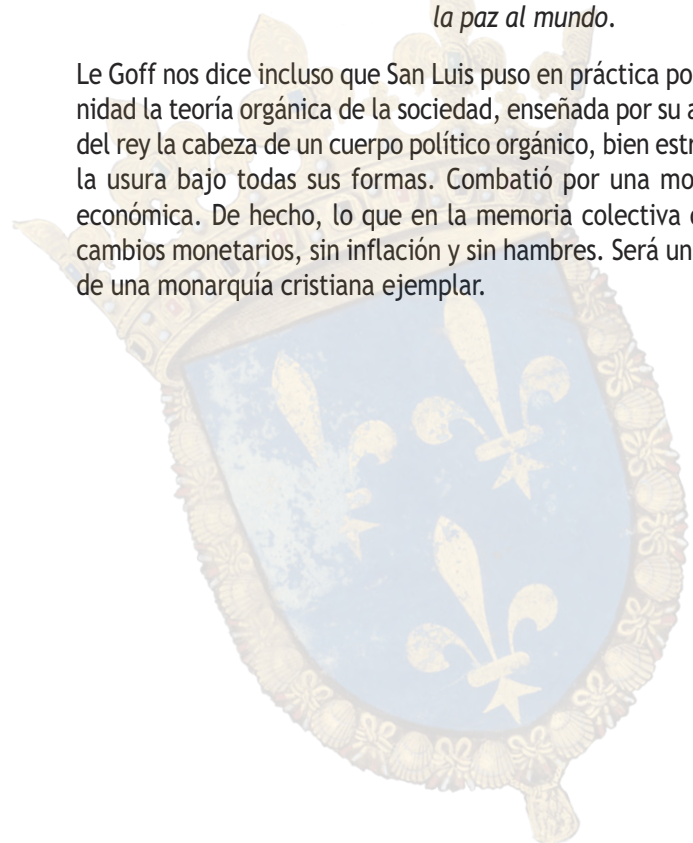 la paz al mundo.
Le Goff nos dice incluso que San Luis puso en práctica po
nidad la teoría orgánica de la sociedad, enseñada por su a
del rey la cabeza de un cuerpo político orgánico, bien estr
la usura bajo todas sus formas. Combatió por una mo
económica. De hecho, lo que en la memoria colectiva
cambios monetarios, sin inflación y sin hambres. Será un
de una monarquía cristiana ejemplar.